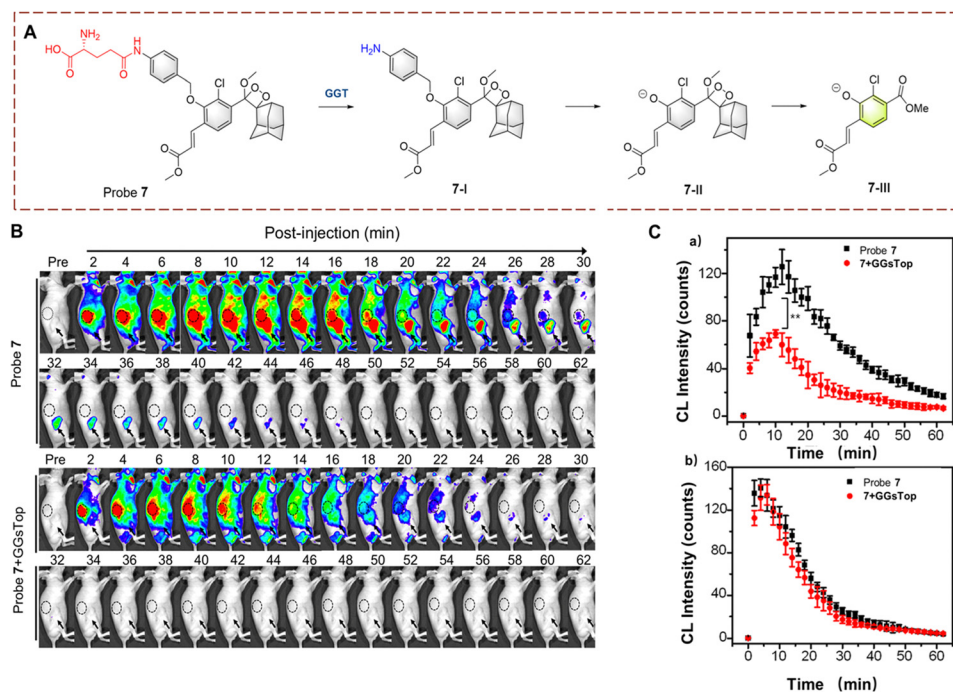 A
NH2
HO
O
O
H
N
O
Cl
O
O
O
O
O
Probe 7
GGT
H2N
O
Cl
O
O
O
O
O
7-I
O
Cl
O
O
O
O
O
7-II
O
Cl
O
OMe
O
O
7-III
B
Post-injection (min)
Pre 2 4 6 8 10 12 14 16 18 20 22 24 26 28 30
Probe 7
32 34 36 38 40 42 44 46 48 50 52 54 56 58 60 62
Pre 2 4 6 8 10 12 14 16 18 20 22 24 26 28 30
Probe 7+GGsTop
32 34 36 38 40 42 44 46 48 50 52 54 56 58 60 62
C
a)
CL Intensity (counts)
120
80
40
0
Probe 7
7+GGsTop
**
0 10 20 30 40 50 60
Time (min)
b)
CL Intensity (counts)
160
120
80
40
0
Probe 7
7+GGsTop
0 10 20 30 40 50 60
Time (min)